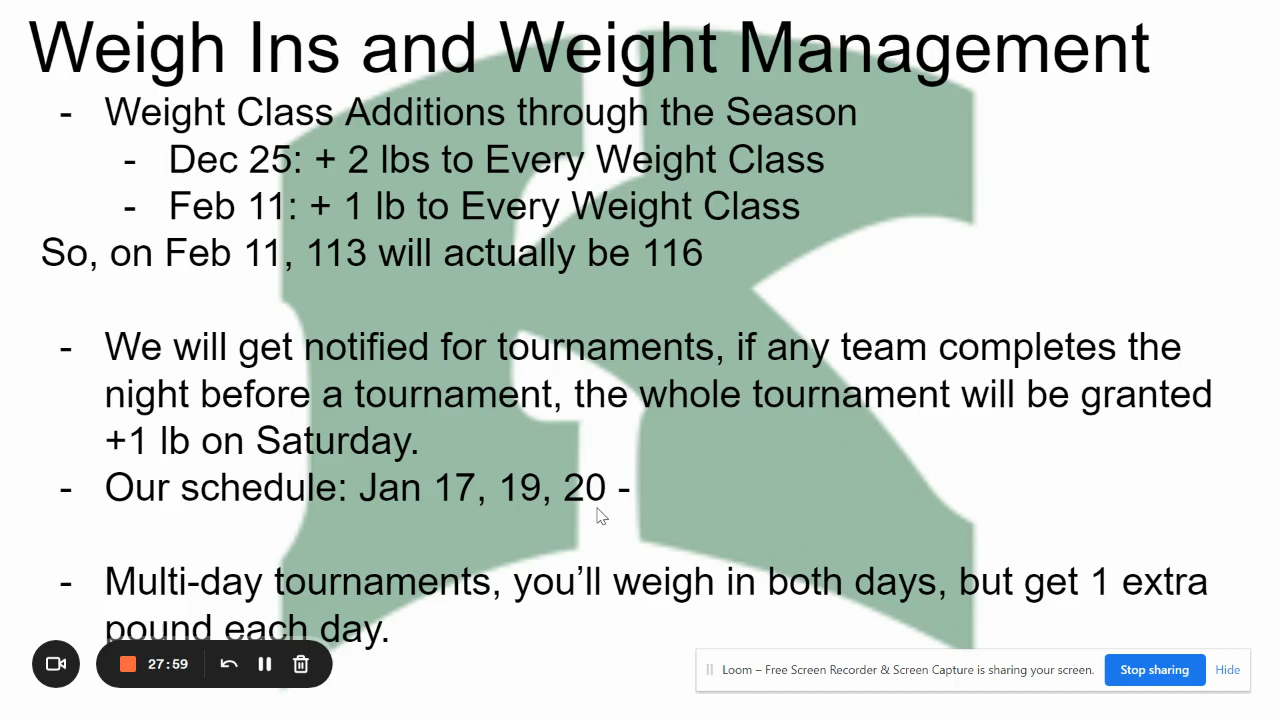 Weigh Ins and Weight Management
- Weight Class Additions through the Season
- Dec 25: + 2 lbs to Every Weight Class
- Feb 11: + 1 lb to Every Weight Class
So, on Feb 11, 113 will actually be 116
- We will get notified for tournaments, if any team completes the
night before a tournament, the whole tournament will be granted
+1 lb on Saturday.
- Our schedule: Jan 17, 19, 20 -
- Multi-day tournaments, you’ll weigh in both days, but get 1 extra
pound each day.
27:59
Loom – Free Screen Recorder & Screen Capture is sharing your screen. Stop sharing Hide